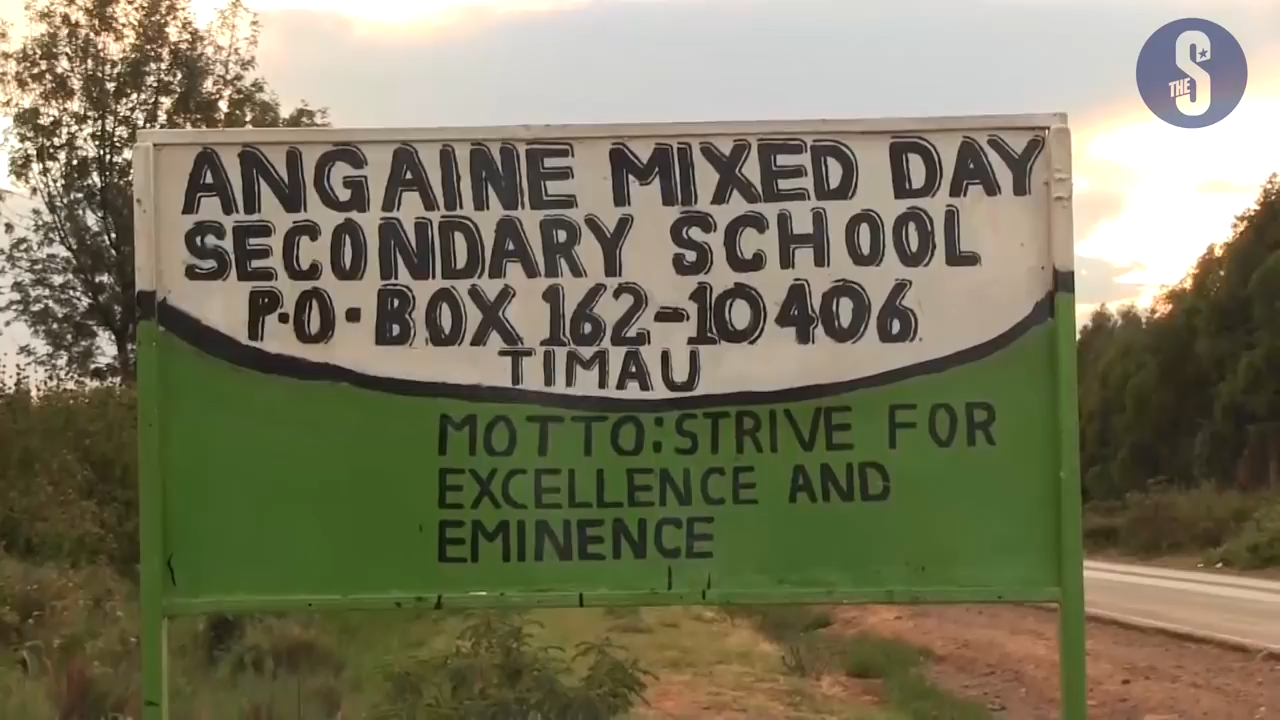 THE S
ANGAINE MIXED DAY
SECONDARY SCHOOL
P.O. BOX 162-10406
TIMAU
MOTTO: STRIVE FOR
EXCELLENCE AND
EMINENCE